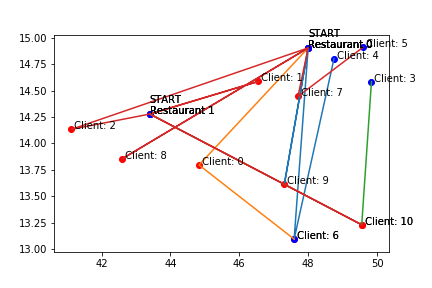 START
Restaurant 0
Client: 5
Client: 4
Client: 1
Client: 3
Client: 7
START
Restaurant 1
Client: 2
Client: 8
Client: 0
Client: 9
Client: 10
Client: 6
15.00
14.75
14.50
14.25
14.00
13.75
13.50
13.25
13.00
42
44
46
48
50